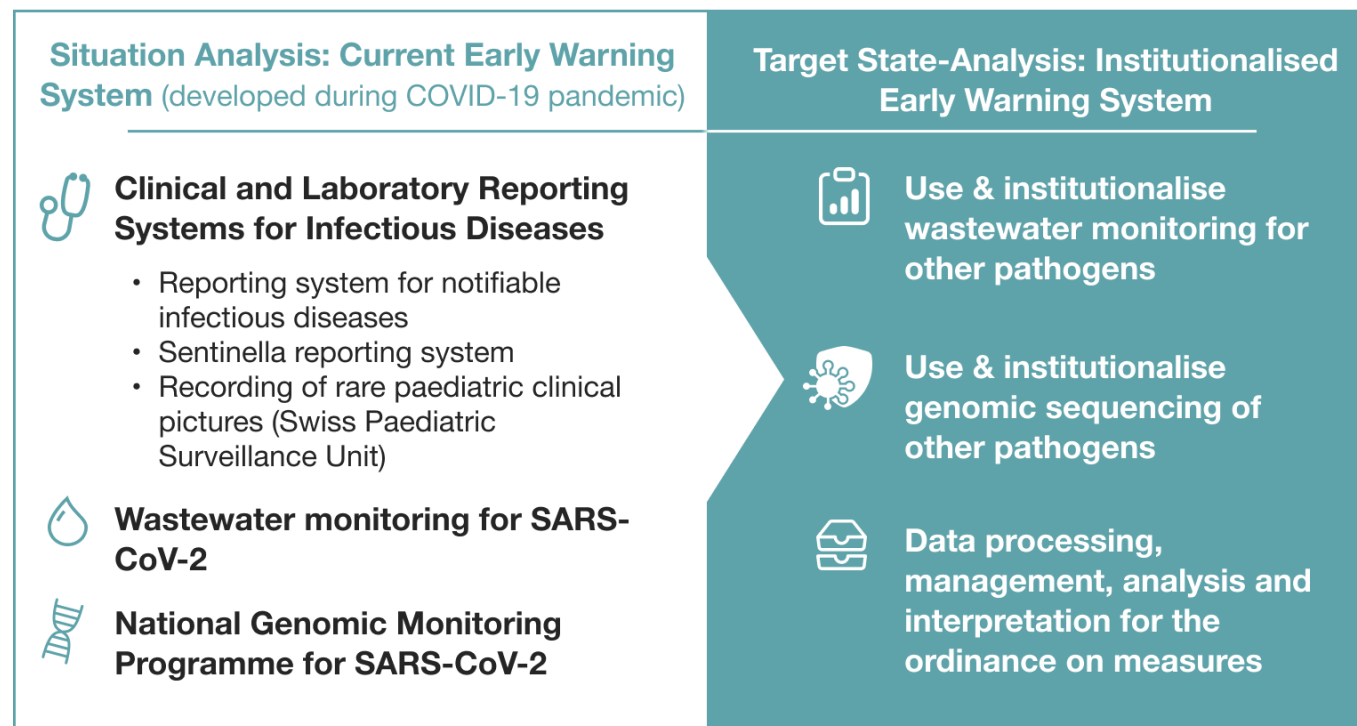 Situation Analysis: Current Early Warning
System (developed during COVID-19 pandemic)
Clinical and Laboratory Reporting
Systems for Infectious Diseases
• Reporting system for notifiable
infectious diseases
• Sentinella reporting system
• Recording of rare paediatric clinical
pictures (Swiss Paediatric
Surveillance Unit)
Wastewater monitoring for SARS-
CoV-2
National Genomic Monitoring
Programme for SARS-CoV-2
Target State-Analysis: Institutionalised
Early Warning System
Use & institutionalise
wastewater monitoring for
other pathogens
Use & institutionalise
genomic sequencing of
other pathogens
Data processing,
management, analysis and
interpretation for the
ordinance on measures